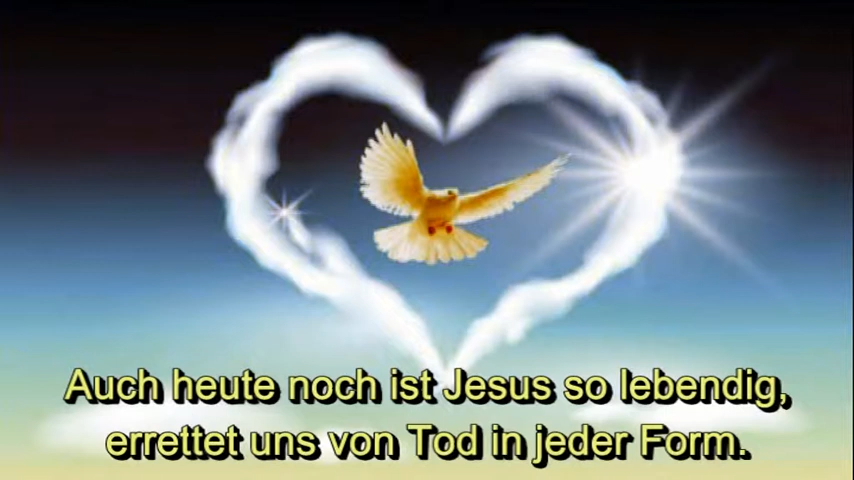 Auch heute noch ist Jesus so lebendig,
errettet uns von Tod in jeder Form.